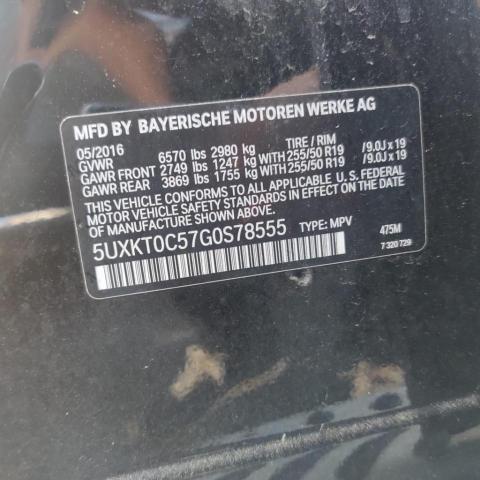 MFD BY BAYERISCHE MOTOREN WERKE AG
05/2016 6570 lbs 2980 kg TIRE / RIM
GVWR
GAWR FRONT 2749 lbs 1247 kg WITH 255/50 R19 /9.0J x 19
GAWR REAR 3869 lbs 1755 kg WITH 255/50 R19 /9.0J x 19
THIS VEHICLE CONFORMS TO ALL APPLICABLE U.S. FEDERAL
MOTOR VEHICLE SAFETY STANDARDS IN EFFECT ON THE DATE
OF MANUFACTURE SHOWN ABOVE.
5UXKT0C57G0S78555 TYPE: MPV 475M
7 320 729